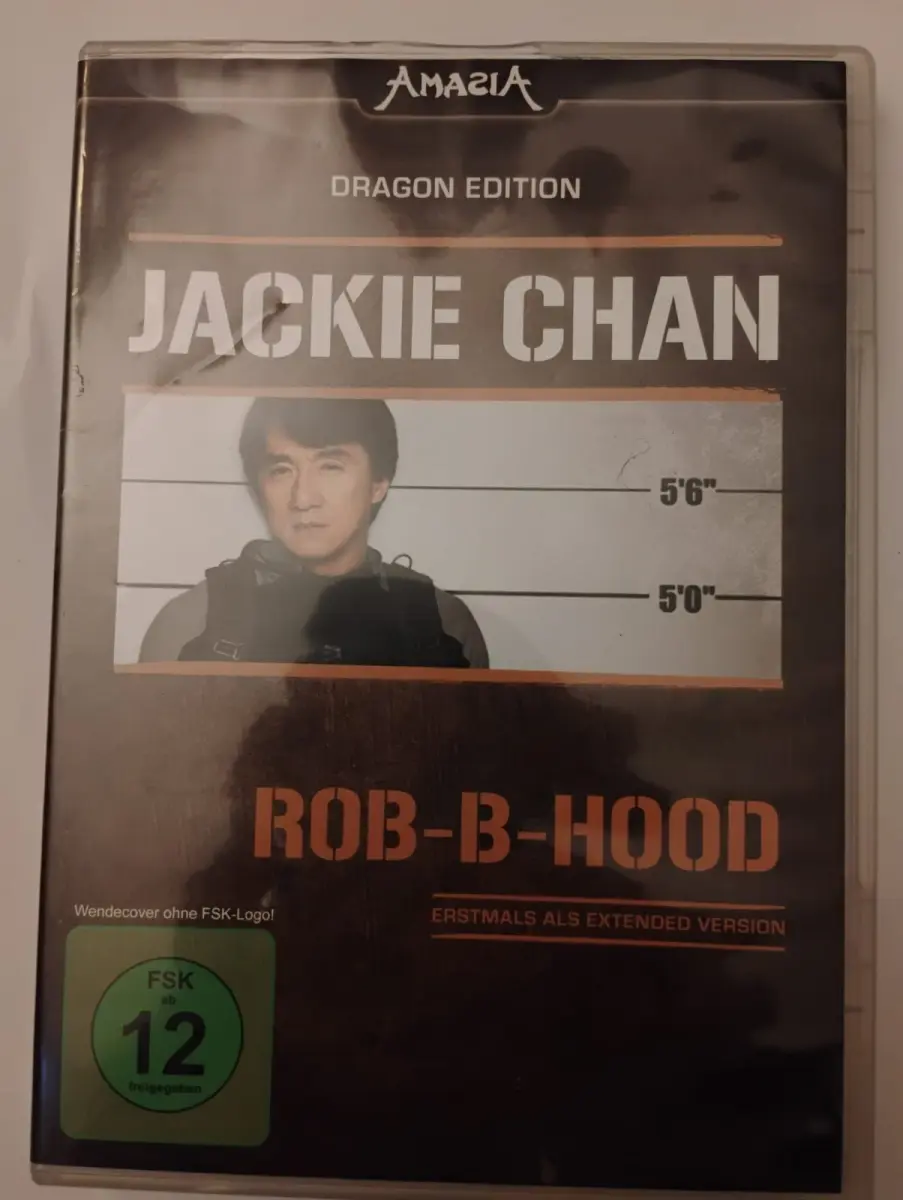 AMASIA
DRAGON EDITION
JACKIE CHAN
5'6"
5'0"
ROB-B-HOOD
ERSTMALS ALS EXTENDED VERSION
Wendecover ohne FSK-Logo!
FSK
ab
12
freigegeben